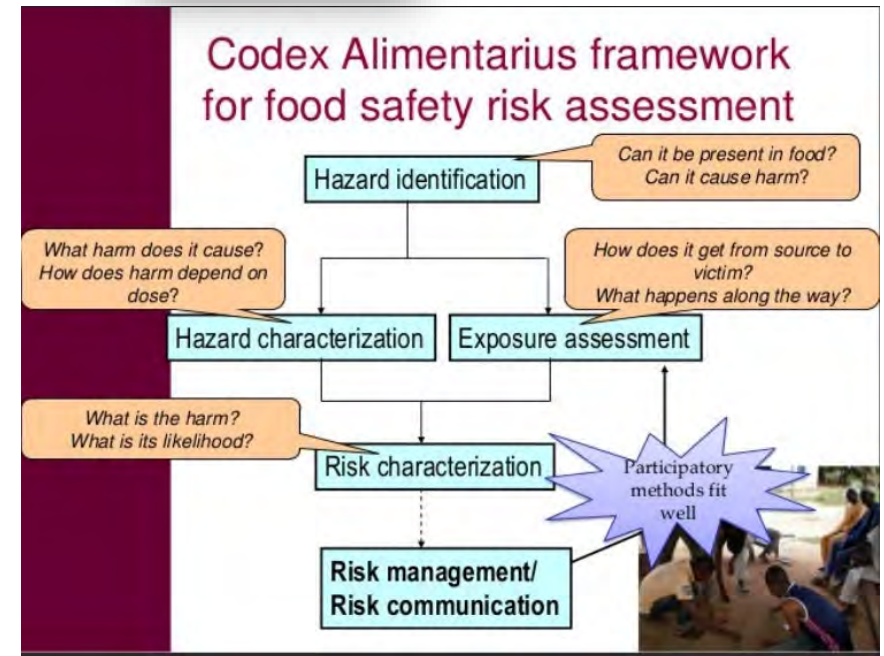 Codex Alimentarius framework
for food safety risk assessment
Can it be present in food?
Can it cause harm?
Hazard identification
What harm does it cause?
How does harm depend on
dose?
How does it get from source to
victim?
What happens along the way?
Hazard characterization
Exposure assessment
What is the harm?
What is its likelihood?
Risk characterization
Participatory
methods fit
well
Risk management/
Risk communication